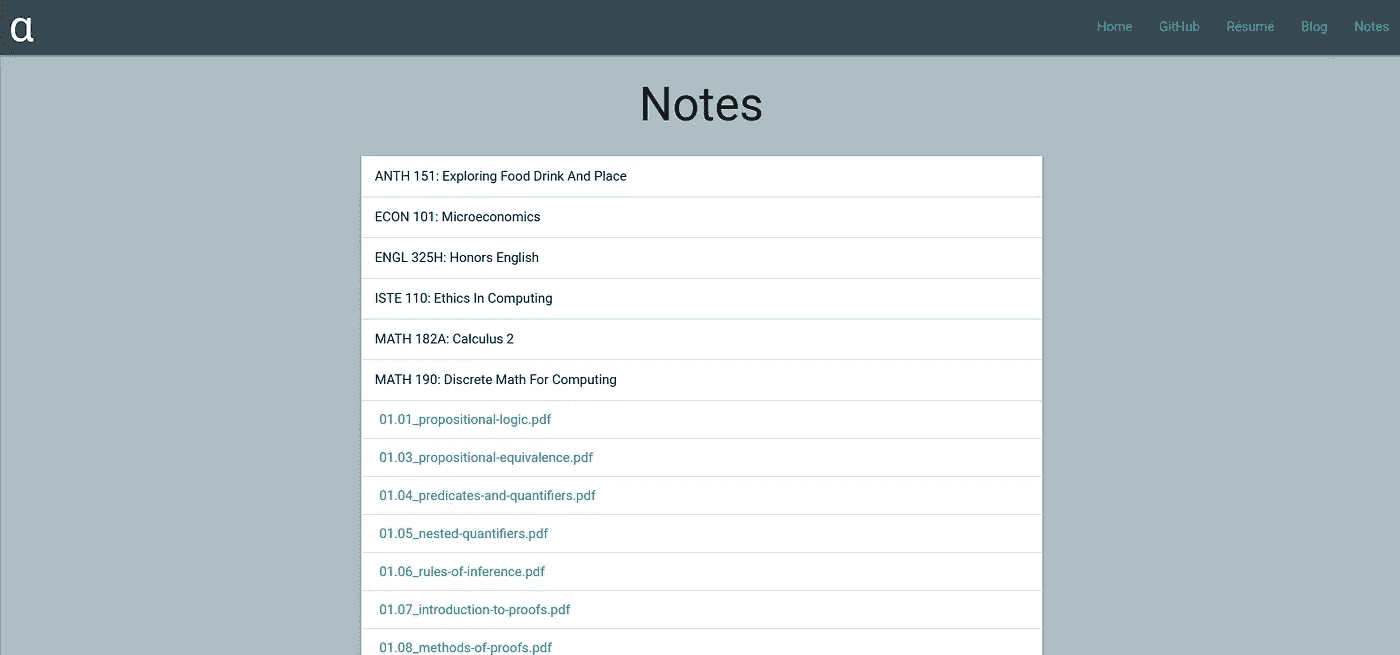 α
Home GitHub Résumé Blog Notes
Notes
ANTH 151: Exploring Food Drink And Place
ECON 101: Microeconomics
ENGL 325H: Honors English
ISTE 110: Ethics In Computing
MATH 182A: Calculus 2
MATH 190: Discrete Math For Computing
01.01_propositional-logic.pdf
01.03_propositional-equivalence.pdf
01.04_predicates-and-quantifiers.pdf
01.05_nested-quantifiers.pdf
01.06_rules-of-inference.pdf
01.07_introduction-to-proofs.pdf
01.08_methods-of-proofs.pdf